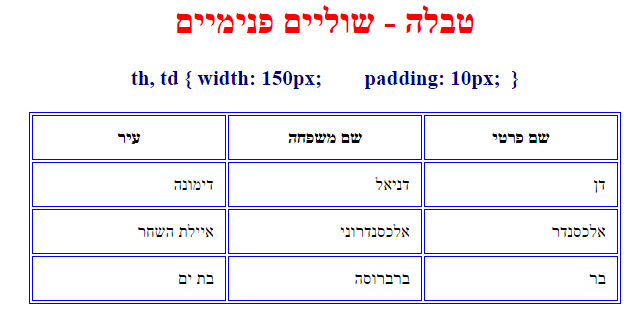 טבלה - שוליים פנימיים
th, td { width: 150px; padding: 10px; }
שם פרטי שם משפחה עיר
דן דניאל דימונה
אלכסנדר אלכסנדרוני איילת השחר
בר ברברוסה בת ים